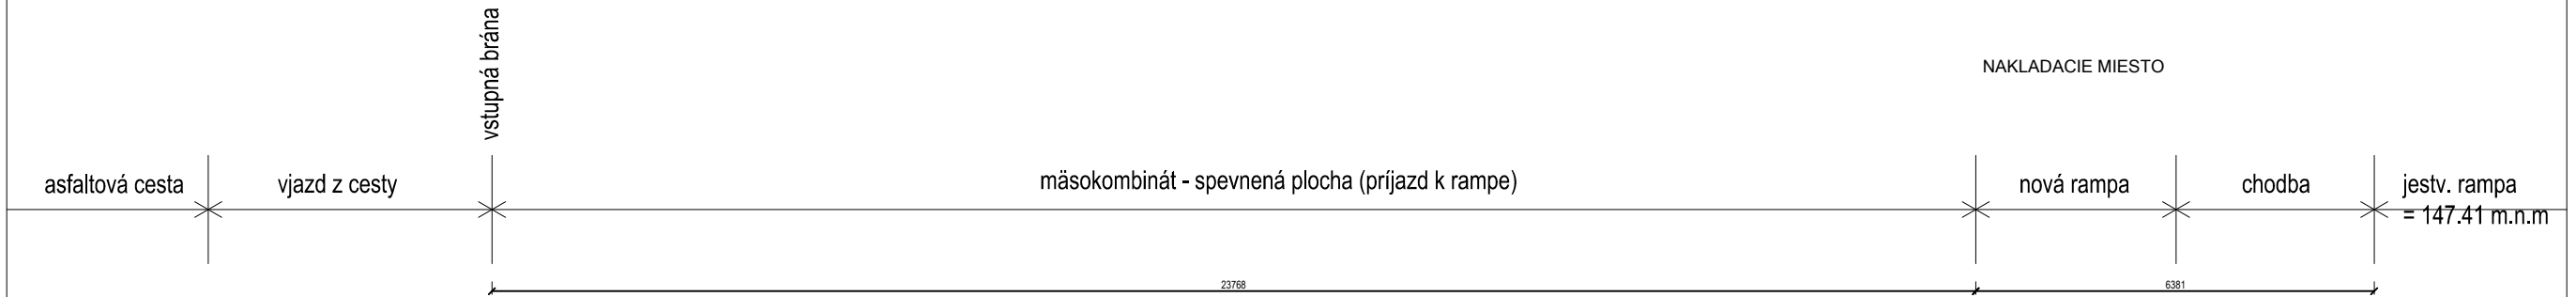 vstupná brána
NAKLADACIE MIESTO
asfaltová cesta
vjazd z cesty
mäsokombinát - spevnená plocha (príjazd k rampe)
nová rampa
chodba
jestv. rampa
= 147.41 m.n.m
23768
6381